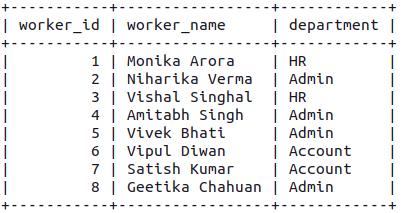 +-----------+-----------------+------------+
| worker_id | worker_name     | department |
+-----------+-----------------+------------+
|         1 | Monika Arora    | HR         |
|         2 | Niharika Verma  | Admin      |
|         3 | Vishal Singhal  | HR         |
|         4 | Amitabh Singh   | Admin      |
|         5 | Vivek Bhati     | Admin      |
|         6 | Vipul Diwan     | Account    |
|         7 | Satish Kumar    | Account    |
|         8 | Geetika Chahuan | Admin      |
+-----------+-----------------+------------+